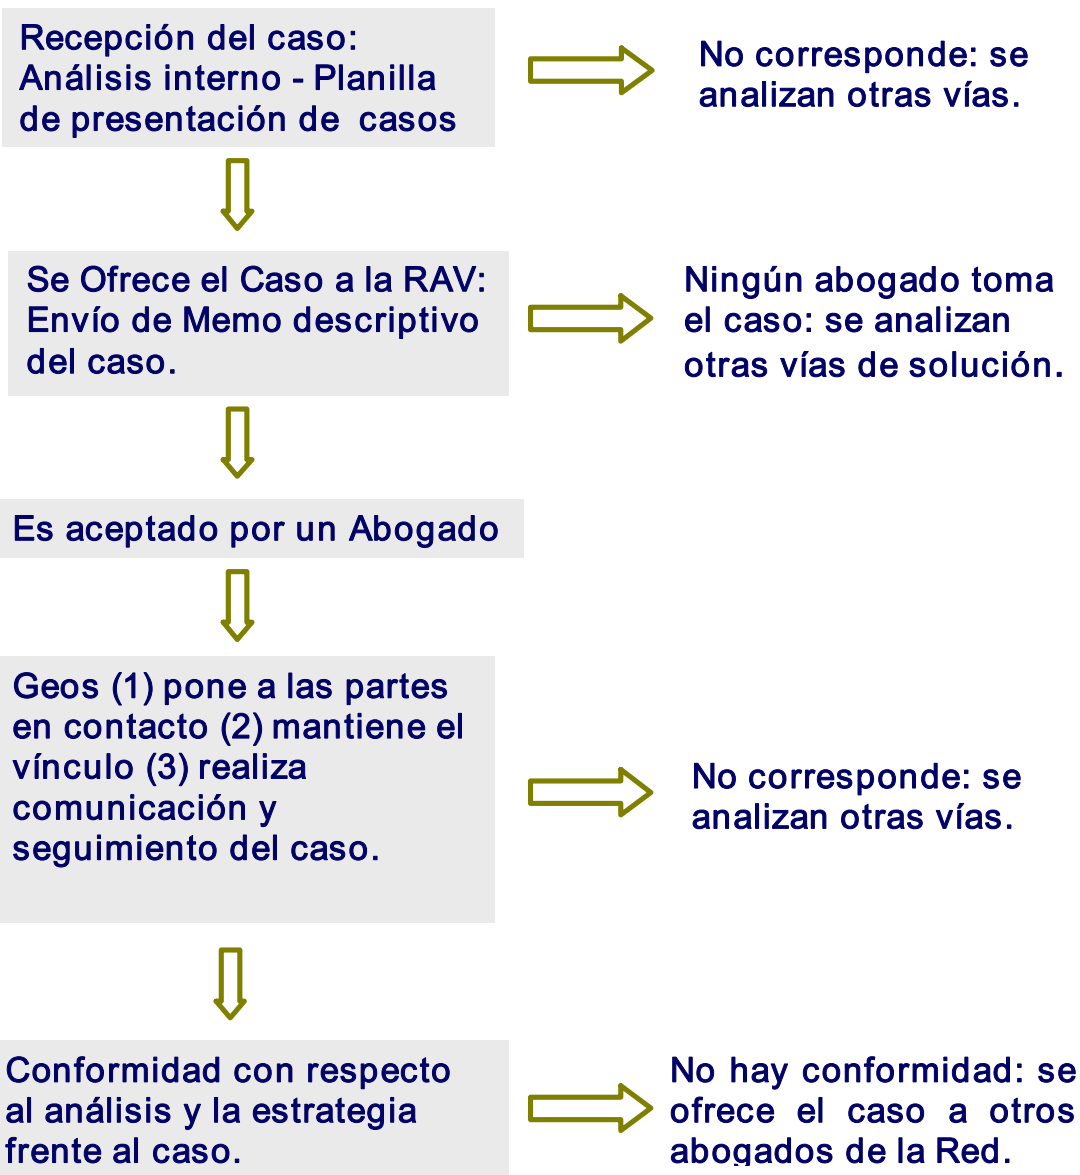 Recepción del caso:
Análisis interno - Planilla
de presentación de casos
No corresponde: se
analizan otras vías.
Se Ofrece el Caso a la RAV:
Envío de Memo descriptivo
del caso.
Ningún abogado toma
el caso: se analizan
otras vías de solución.
Es aceptado por un Abogado
Geos (1) pone a las partes
en contacto (2) mantiene el
vínculo (3) realiza
comunicación y
seguimiento del caso.
No corresponde: se
analizan otras vías.
Conformidad con respecto
al análisis y la estrategia
frente al caso.
No hay conformidad: se
ofrece el caso a otros
abogados de la Red.